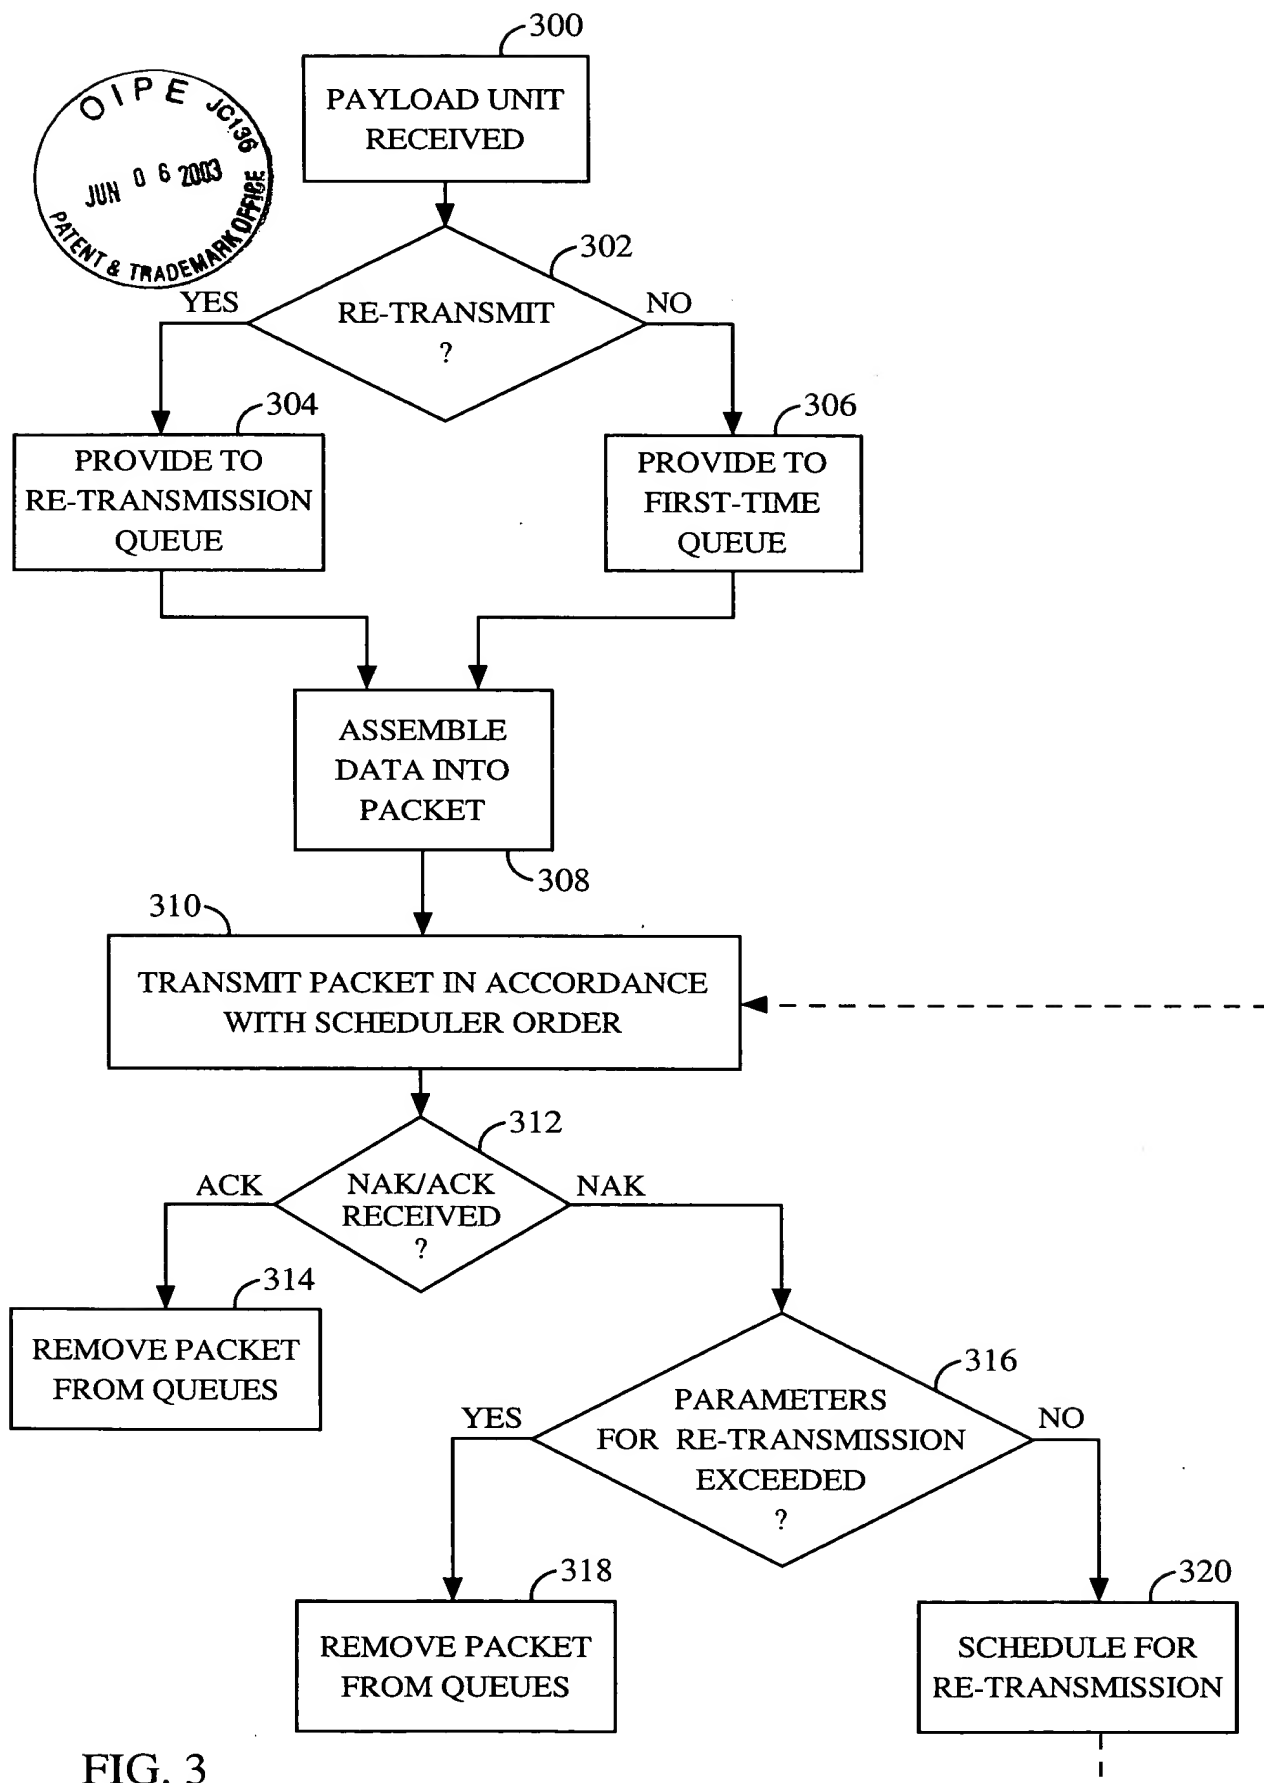 300
PAYLOAD UNIT
RECEIVED
OIPE JC136
JUN 06 2003
PATENT & TRADEMARK OFFICE
302
YES
RE-TRANSMIT
?
NO
304
PROVIDE TO
RE-TRANSMISSION
QUEUE
306
PROVIDE TO
FIRST-TIME
QUEUE
ASSEMBLE
DATA INTO
PACKET
308
310
TRANSMIT PACKET IN ACCORDANCE
WITH SCHEDULER ORDER
312
ACK
NAK/ACK
RECEIVED
?
NAK
314
REMOVE PACKET
FROM QUEUES
316
YES
PARAMETERS
FOR RE-TRANSMISSION
EXCEEDED
?
NO
318
REMOVE PACKET
FROM QUEUES
320
SCHEDULE FOR
RE-TRANSMISSION
FIG. 3